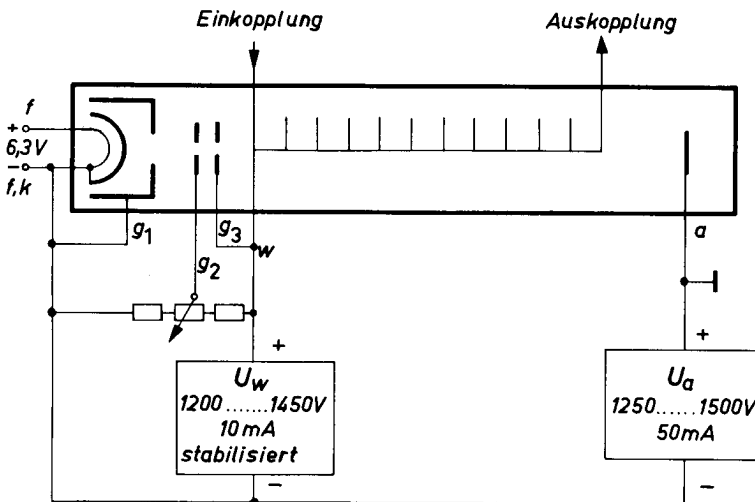 Einkopplung
Auskopplung
f
+
6,3V
−
f,k
g1
g2
g3
w
a
+
Uw
1200.......1450V
10mA
stabilisiert
−
+
Ua
1250......1500V
50mA
−